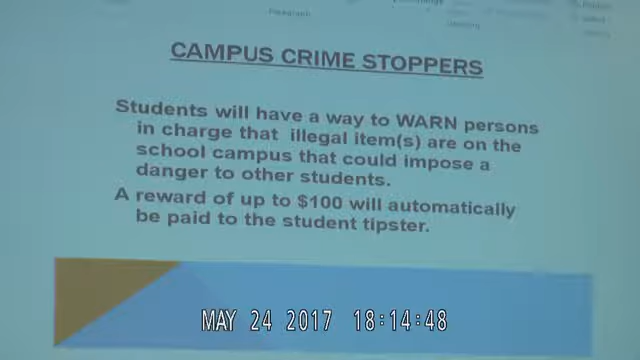 Paragraph
CAMPUS CRIME STOPPERS
Students will have a way to WARN persons
in charge that illegal item(s) are on the
school campus that could impose a
danger to other students.
A reward of up to $100 will automatically
be paid to the student tipster.
MAY 24 2017 18:14:48